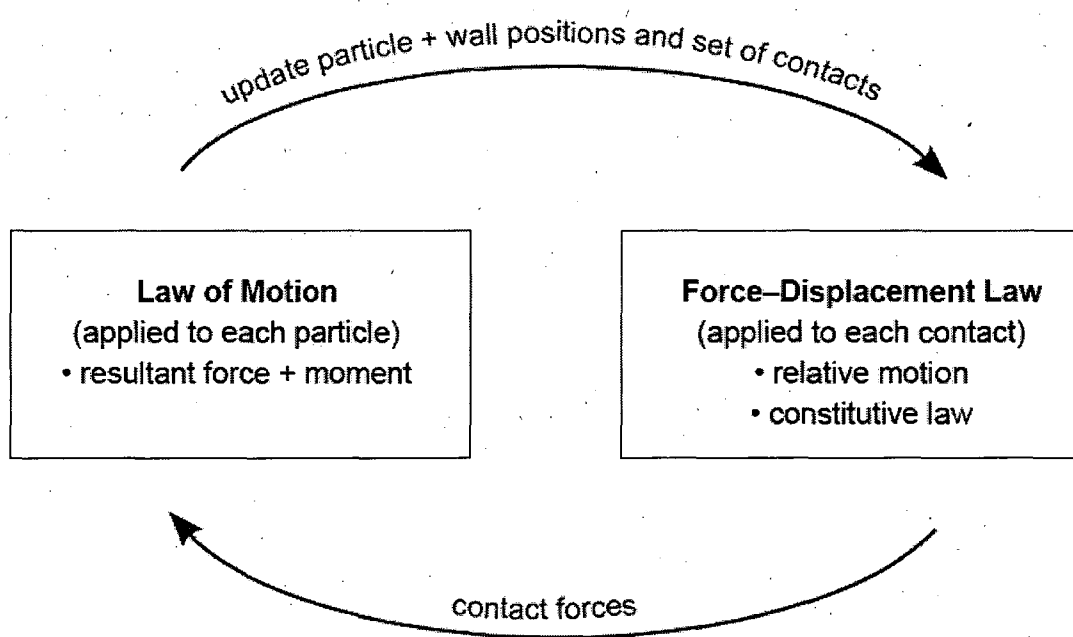 update particle + wall positions and set of contacts
Law of Motion
(applied to each particle)
• resultant force + moment
Force–Displacement Law
(applied to each contact)
• relative motion
• constitutive law
contact forces